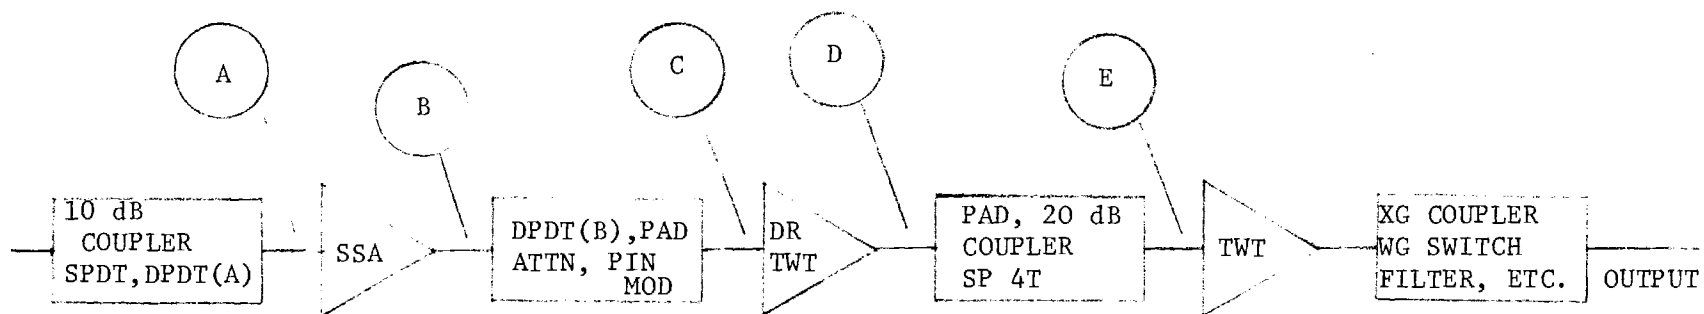 A
B
C
D
E
10 dB
COUPLER
SPDT,DPDT(A)
SSA
DPDT(B),PAD
ATTN, PIN
MOD
DR
TWT
PAD, 20 dB
COUPLER
SP 4T
TWT
XG COUPLER
WG SWITCH
FILTER, ETC.
OUTPUT